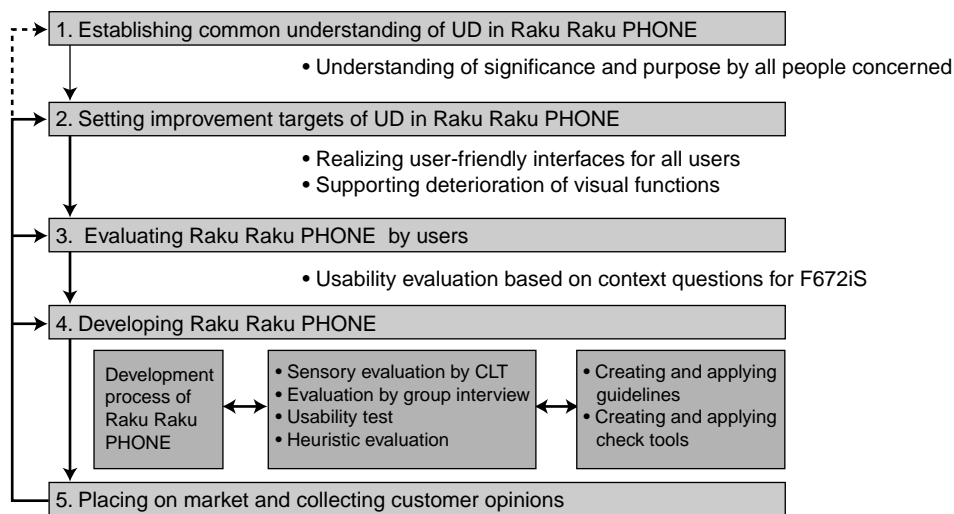 1. Establishing common understanding of UD in Raku Raku PHONE
• Understanding of significance and purpose by all people concerned
2. Setting improvement targets of UD in Raku Raku PHONE
• Realizing user-friendly interfaces for all users
• Supporting deterioration of visual functions
3. Evaluating Raku Raku PHONE by users
• Usability evaluation based on context questions for F672iS
4. Developing Raku Raku PHONE
Development
process of
Raku Raku
PHONE
• Sensory evaluation by CLT
• Evaluation by group interview
• Usability test
• Heuristic evaluation
• Creating and applying
guidelines
• Creating and applying
check tools
5. Placing on market and collecting customer opinions